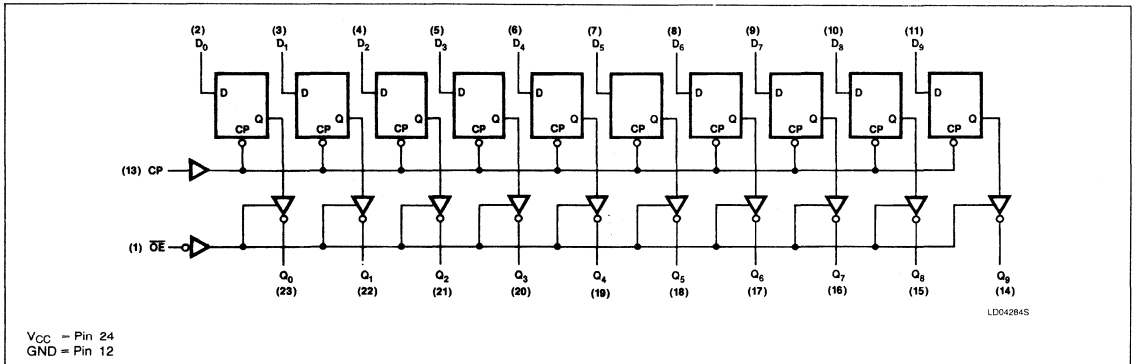 (2) (3) (4) (5) (6) (7) (8) (9) (10) (11)
D₀ D₁ D₂ D₃ D₄ D₅ D₆ D₇ D₈ D₉
D D D D D D D D D
Q Q Q Q Q Q Q Q Q
CP CP CP CP CP CP CP CP CP
(13) CP
(1) O̅E̅
Q₀ Q₁ Q₂ Q₃ Q₄ Q₅ Q₆ Q₇ Q₈ Q₉
(23) (22) (21) (20) (19) (18) (17) (16) (15) (14)
LD04284S
VCC = Pin 24
GND = Pin 12